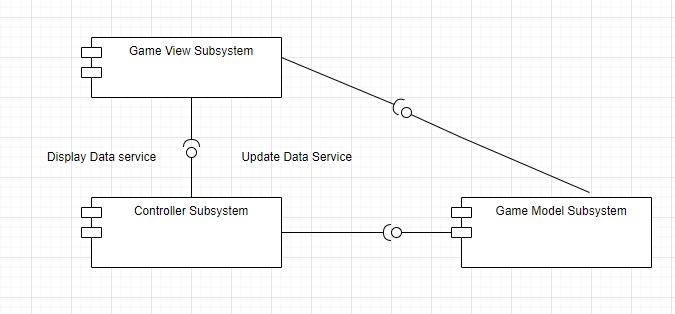 Game View Subsystem
Display Data service
Update Data Service
Controller Subsystem
Game Model Subsystem